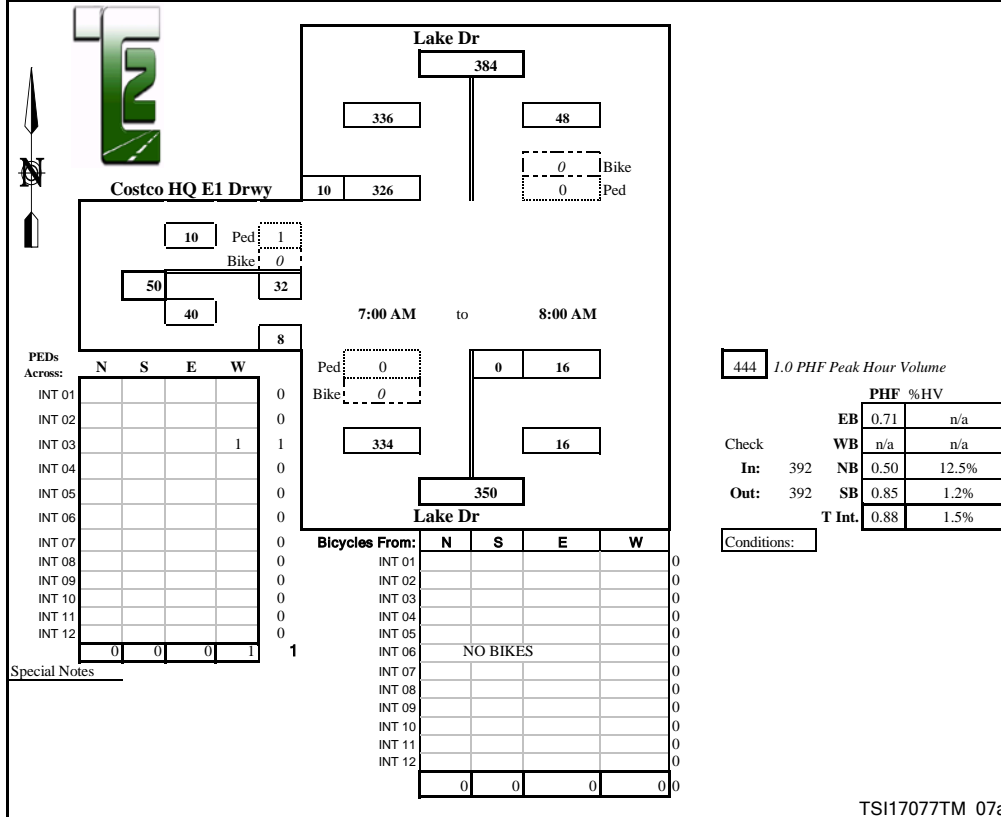 T2
N
Lake Dr
384
336 48
0 Bike
Costco HQ E1 Drwy 10 326 0 Ped
10 Ped 1
Bike 0
50 32
40 7:00 AM to 8:00 AM
8
PEDs Across: N S E W
Ped 0 0 16
444 1.0 PHF Peak Hour Volume
INT 01 0
Bike 0
PHF %HV
INT 02 0
EB 0.71 n/a
INT 03 1 1
334 16
Check WB n/a n/a
INT 04 0
In: 392 NB 0.50 12.5%
INT 05 0
350
Out: 392 SB 0.85 1.2%
INT 06 0
Lake Dr
T Int. 0.88 1.5%
INT 07 0
Bicycles From: N S E W
Conditions:
INT 08 0
INT 09 0
INT 10 0
INT 11 0
INT 12 0
0 0 0 1 1
Special Notes
INT 01 0
INT 02 0
INT 03 0
INT 04 0
INT 05 0
INT 06 NO BIKES 0
INT 07 0
INT 08 0
INT 09 0
INT 10 0
INT 11 0
INT 12 0
0 0 0 0 0
TSI17077TM_07a